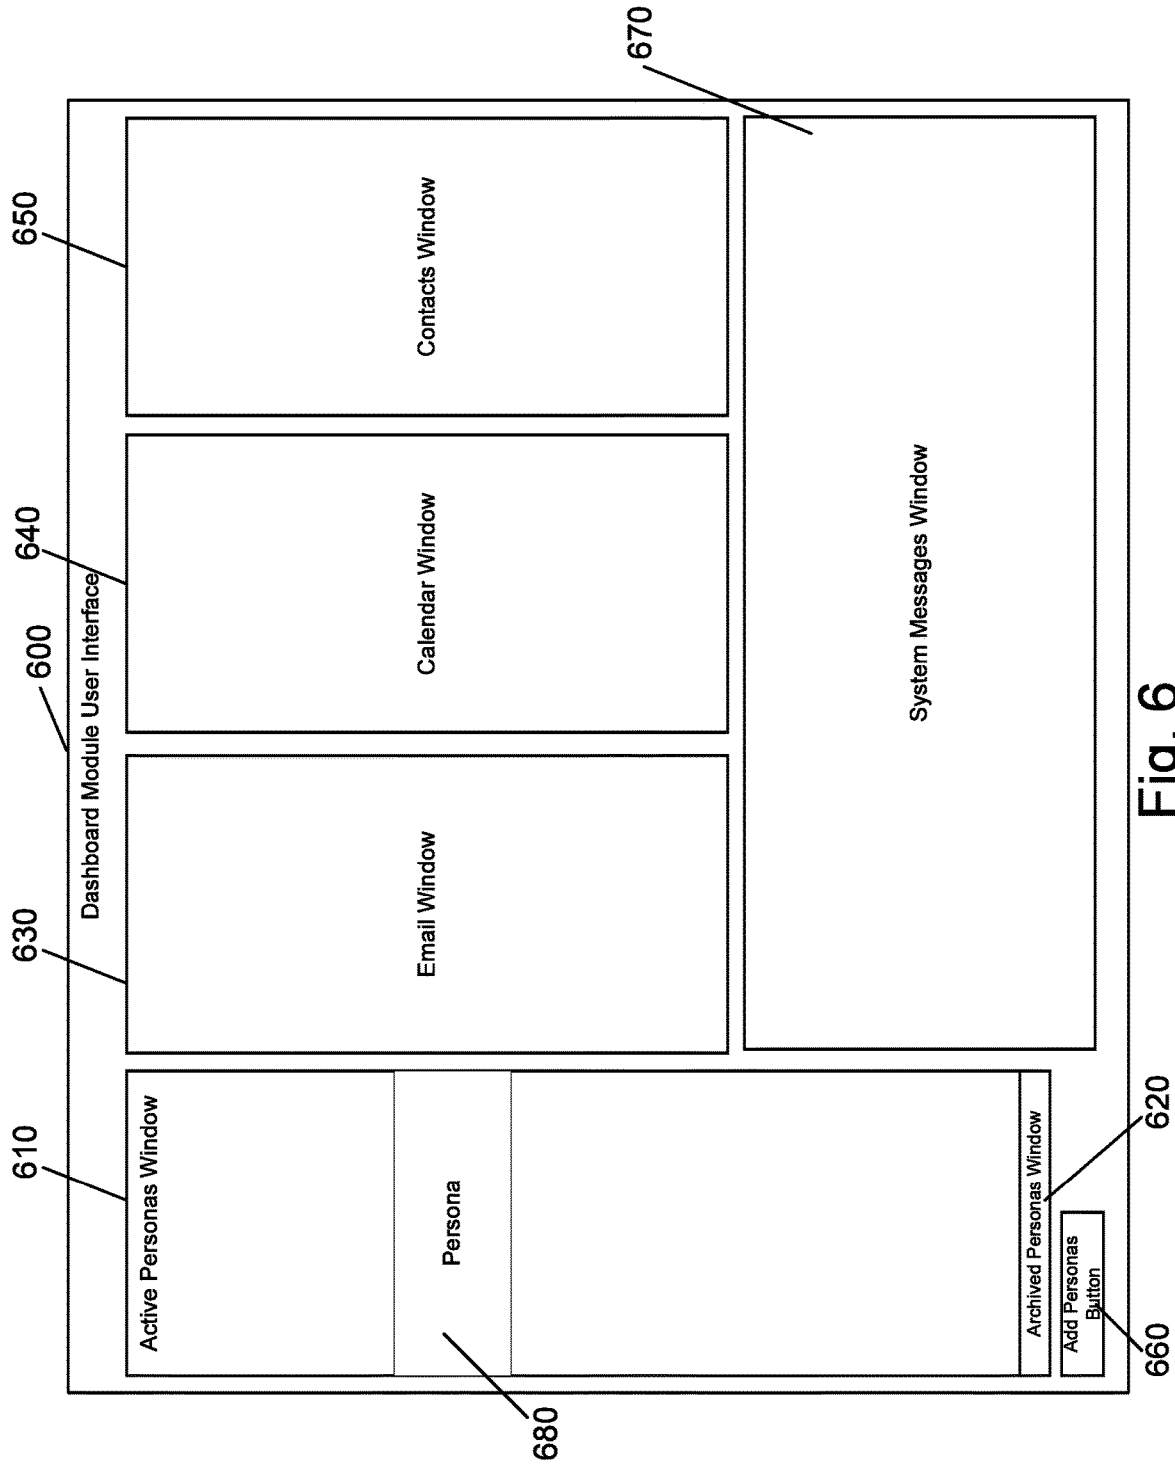 600
Dashboard Module User Interface
610
630
640
650
Active Personas Window
Persona
680
Email Window
Calendar Window
Contacts Window
System Messages Window
670
Archived Personas Window
620
Add Personas
Button
660
Fig. 6